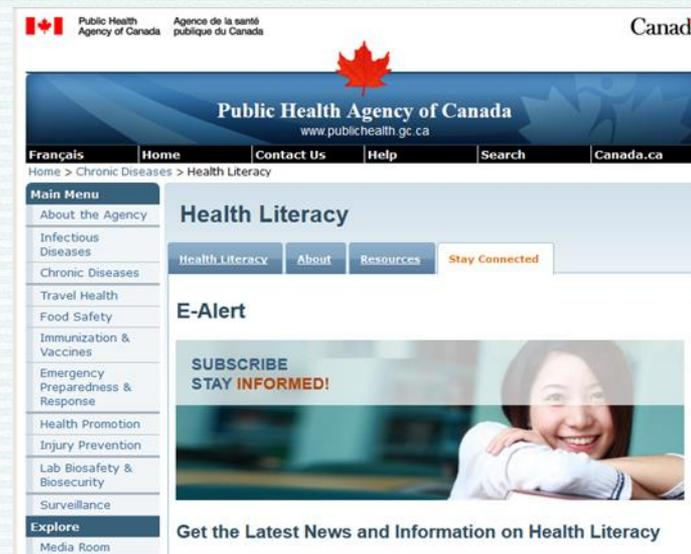 Public Health Agence de la santé
Agency of Canada publique du Canada
Canad
Public Health Agency of Canada
www.publichealth.gc.ca
Français Home Contact Us Help Search Canada.ca
Home > Chronic Diseases > Health Literacy
Main Menu
About the Agency
Infectious
Diseases
Chronic Diseases
Travel Health
Food Safety
Immunization &
Vaccines
Emergency
Preparedness &
Response
Health Promotion
Injury Prevention
Lab Biosafety &
Biosecurity
Surveillance
Explore
Media Room
Health Literacy
Health Literacy About Resources Stay Connected
E-Alert
SUBSCRIBE
STAY INFORMED!
Get the Latest News and Information on Health Literacy